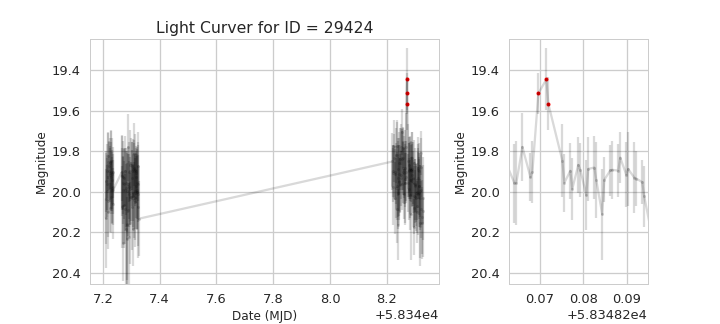 Light Curver for ID = 29424
Magnitude
19.4
19.6
19.8
20.0
20.2
20.4
7.2 7.4 7.6 7.8 8.0 8.2
Date (MJD)
+5.834e4
Magnitude
19.4
19.6
19.8
20.0
20.2
20.4
0.07 0.08 0.09
+5.83482e4